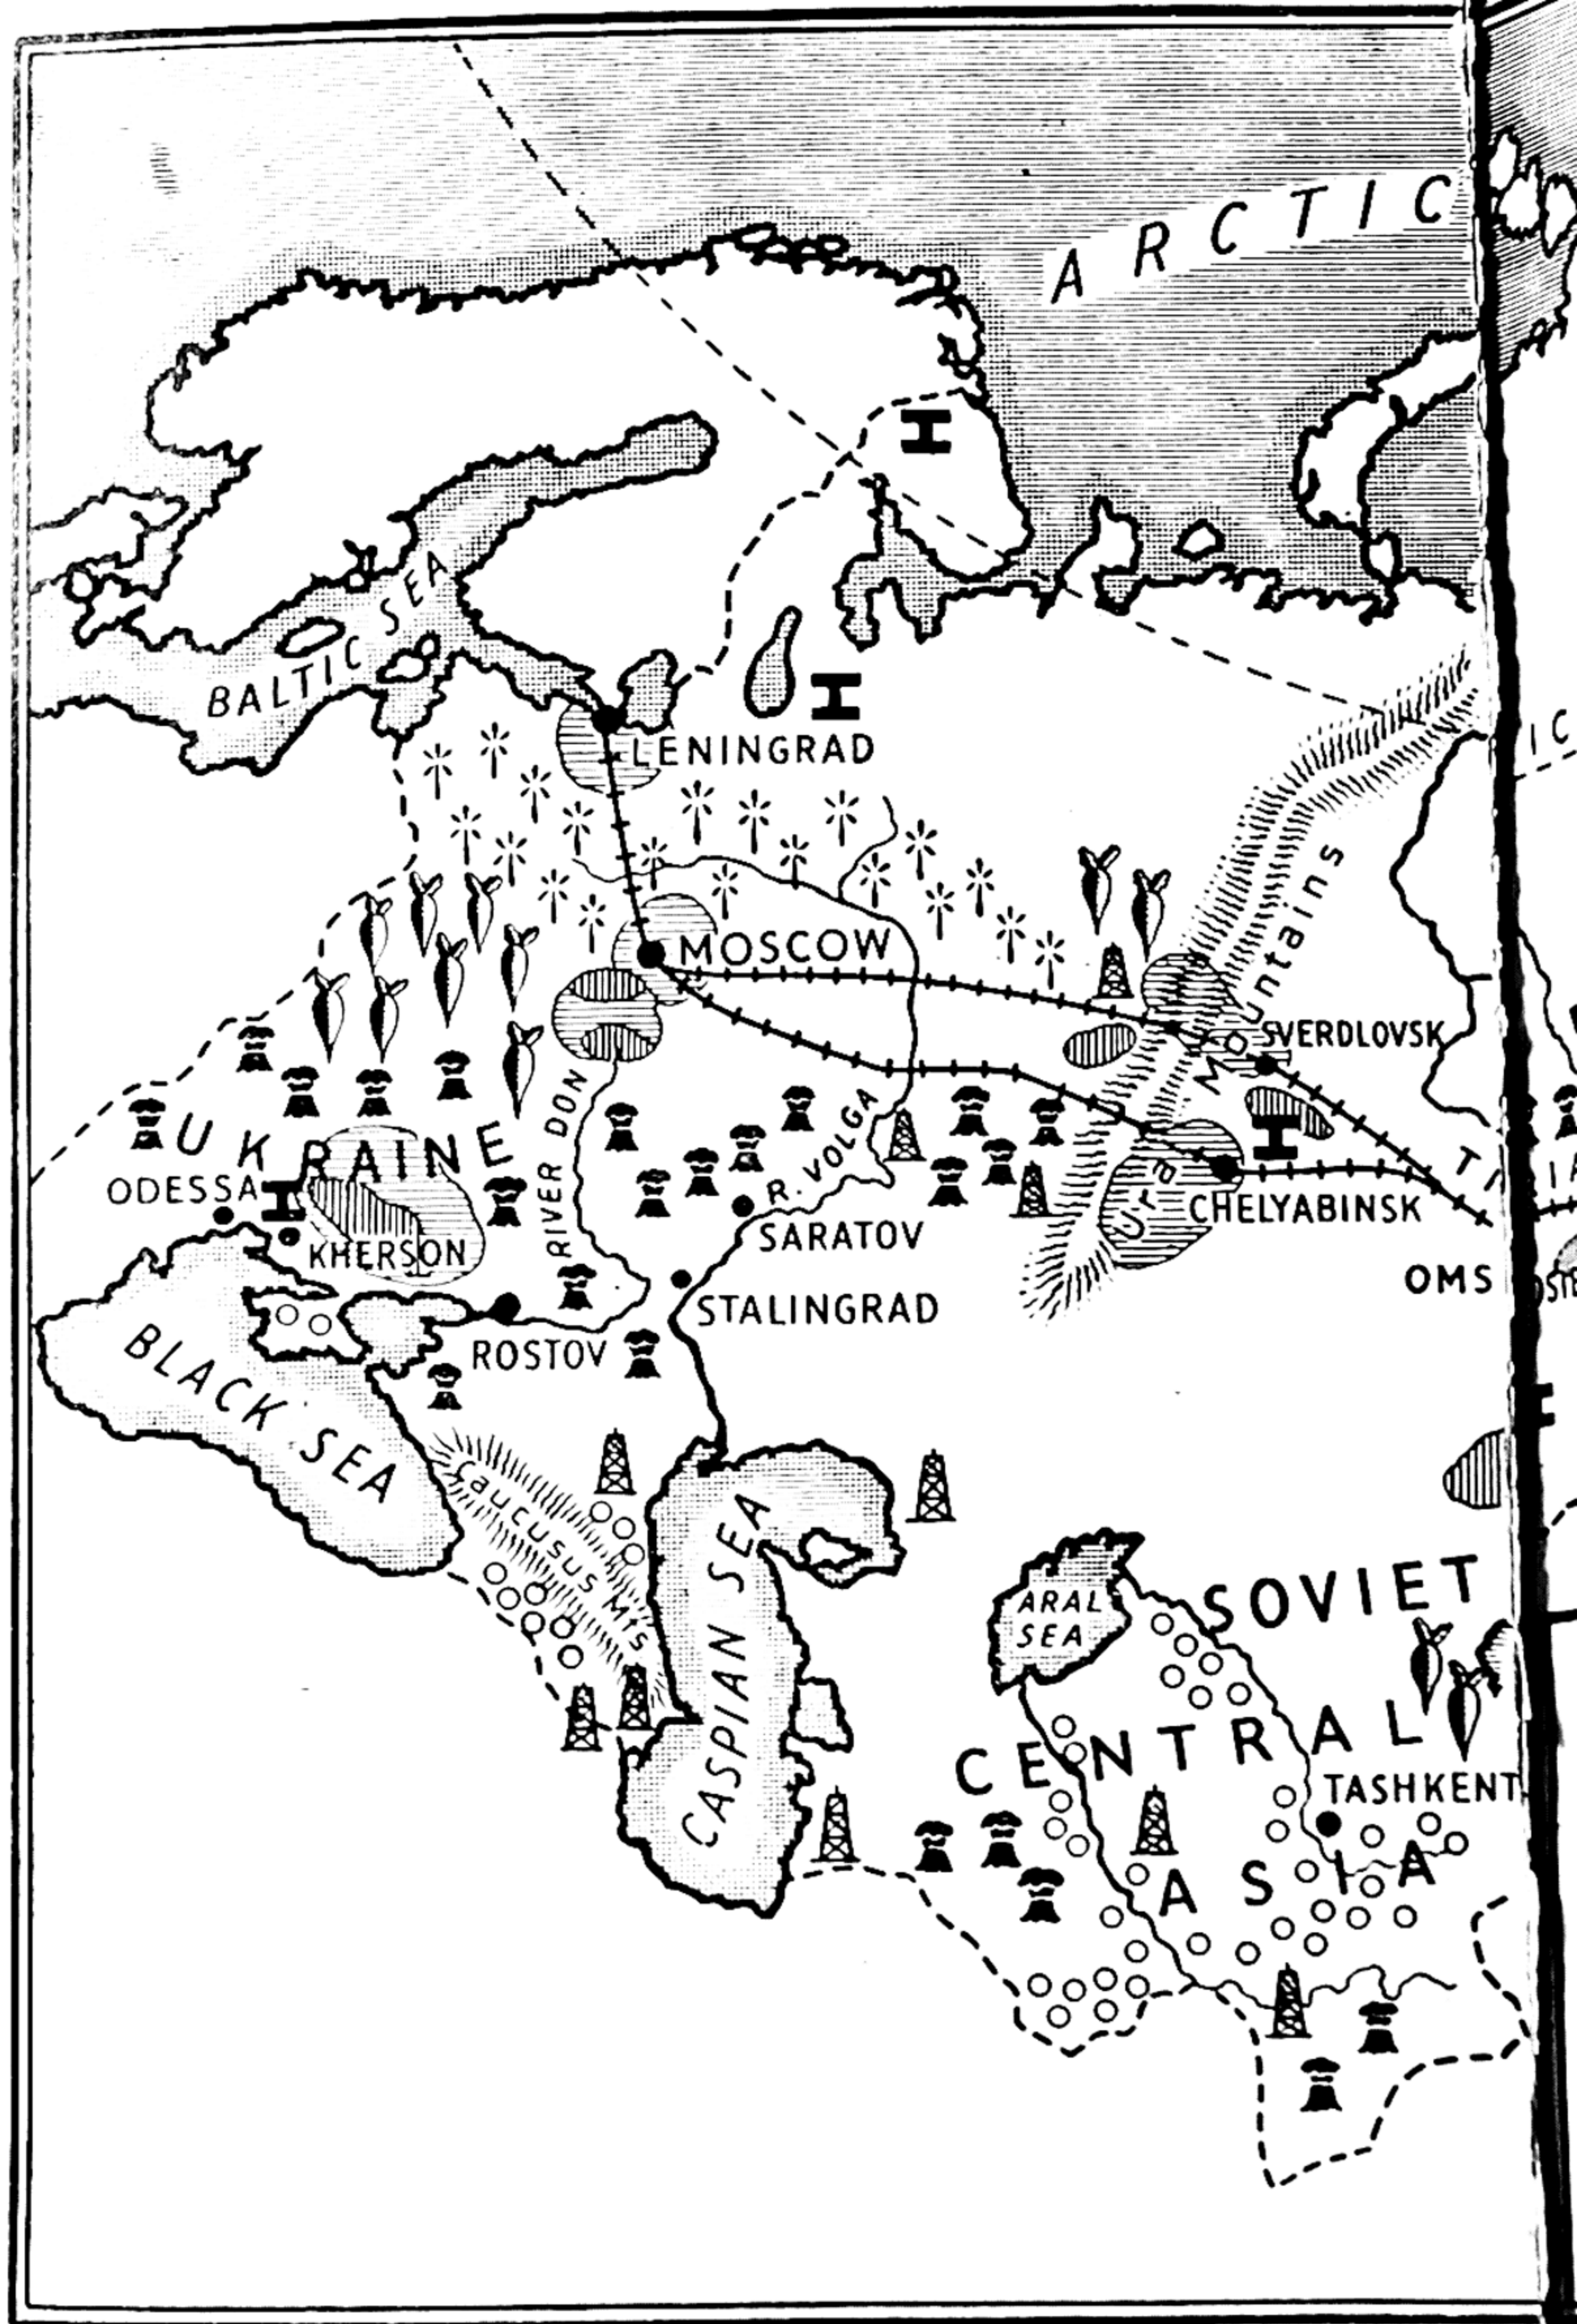 ARCTIC
BALTIC SEA
LENINGRAD
MOSCOW
Ural Mountains
SVERDLOVSK
RIVER DON
R. VOLGA
UKRAINE
ODESSA
KHERSON
SARATOV
CHELYABINSK
OMS
STALINGRAD
ROSTOV
BLACK SEA
Caucusus Mts
CASPIAN SEA
ARAL
SEA
SOVIET
CENTRAL
TASHKENT
ASIA